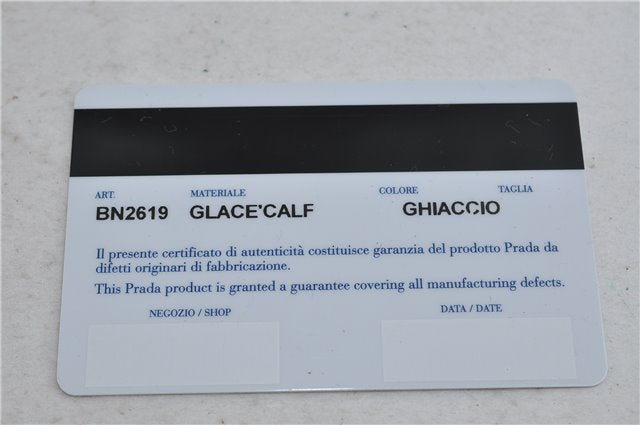 ART. MATERIALE COLORE TAGLIA
BN2619 GLACE'CALF GHIACCIO
Il presente certificato di autenticità costituisce garanzia del prodotto Prada da
difetti originari di fabbricazione.
This Prada product is granted a guarantee covering all manufacturing defects.
NEGOZIO / SHOP DATA / DATE